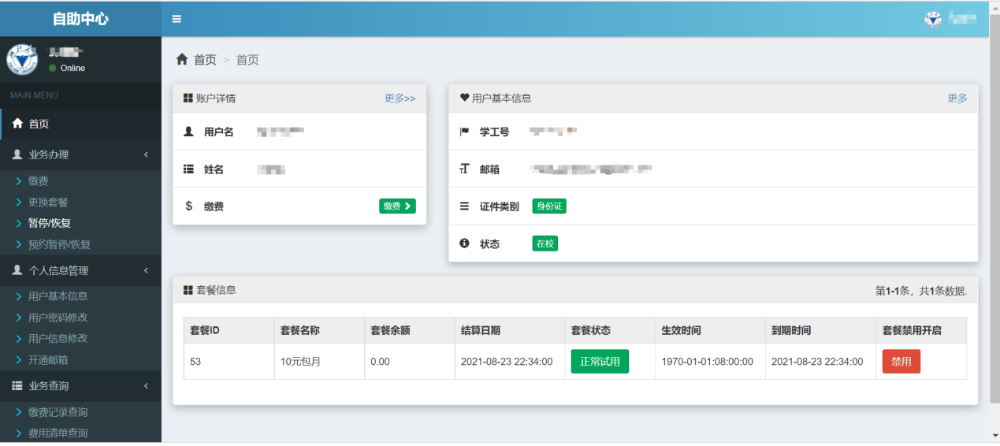 自助中心
Online
MAIN MENU
首页
业务办理
缴费
更换套餐
暂停/恢复
预约暂停/恢复
个人信息管理
用户基本信息
用户密码修改
用户信息修改
开通邮箱
业务查询
缴费记录查询
费用清单查询
首页 > 首页
账户详情 更多>>
用户名
姓名
缴费 缴费
用户基本信息 更多
学工号
邮箱
证件类别 身份证
状态 在校
套餐信息 第1-1条，共1条数据.
套餐ID 套餐名称 套餐余额 结算日期 套餐状态 生效时间 到期时间 套餐禁用开启
53 10元包月 0.00 2021-08-23 22:34:00 正常试用 1970-01-01:08:00:00 2021-08-23 22:34:00 禁用